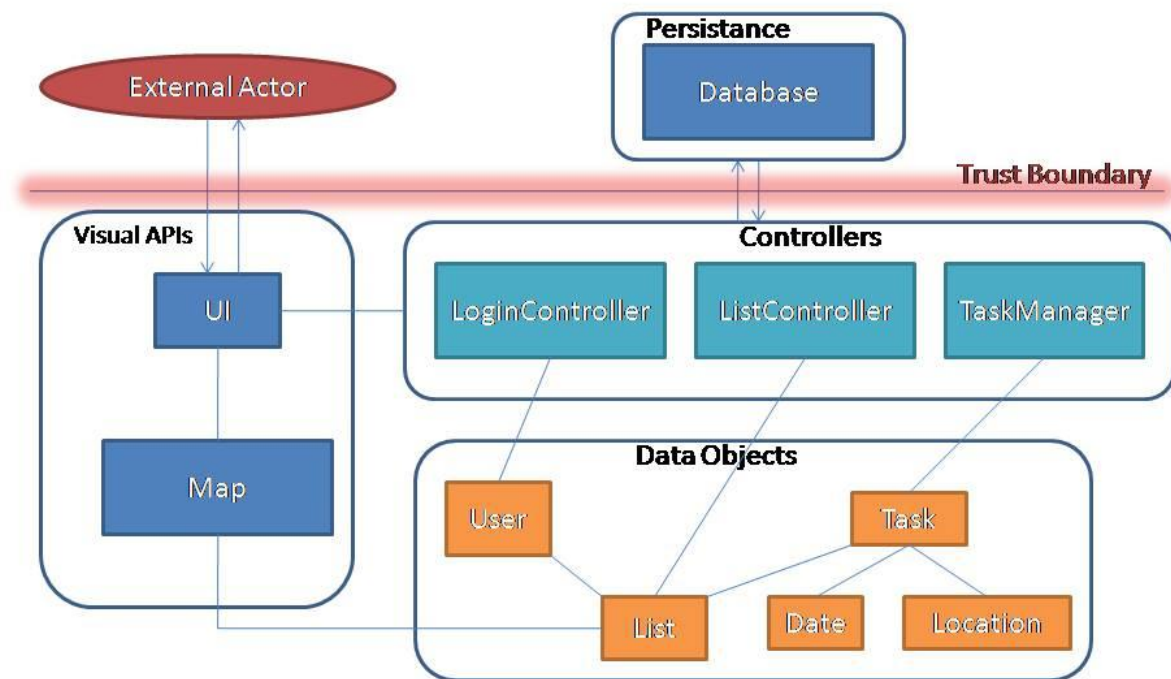 Persistance
External Actor
Database
Trust Boundary
Visual APIs
Controllers
UI
LoginController
ListController
TaskManager
Data Objects
Map
User
Task
List
Date
Location